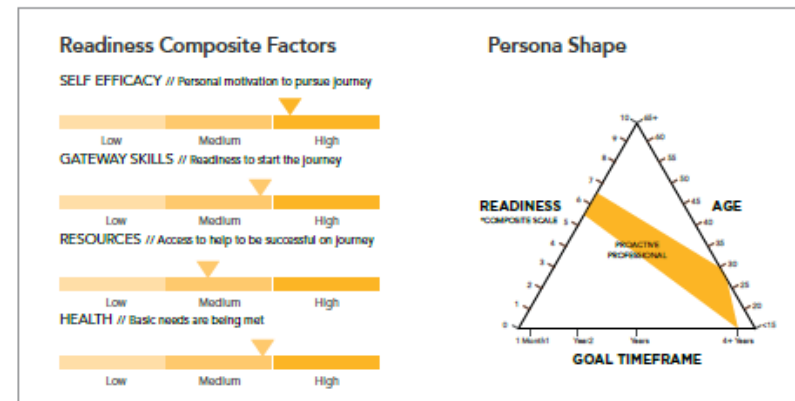 Readiness Composite Factors
SELF EFFICACY // Personal motivation to pursue journey
Low Medium High
GATEWAY SKILLS // Readiness to start the journey
Low Medium High
RESOURCES // Access to help to be successful on journey
Low Medium High
HEALTH // Basic needs are being met
Low Medium High
Persona Shape
10 65+
9 60
8 55
7 50
6 45
READINESS AGE
*COMPOSITE SCALE 5 40
4 35
3 30
2 25
1 20
0 <15
PROACTIVE
PROFESSIONAL
1 Month1 Year2 Years 4+ Years
GOAL TIMEFRAME